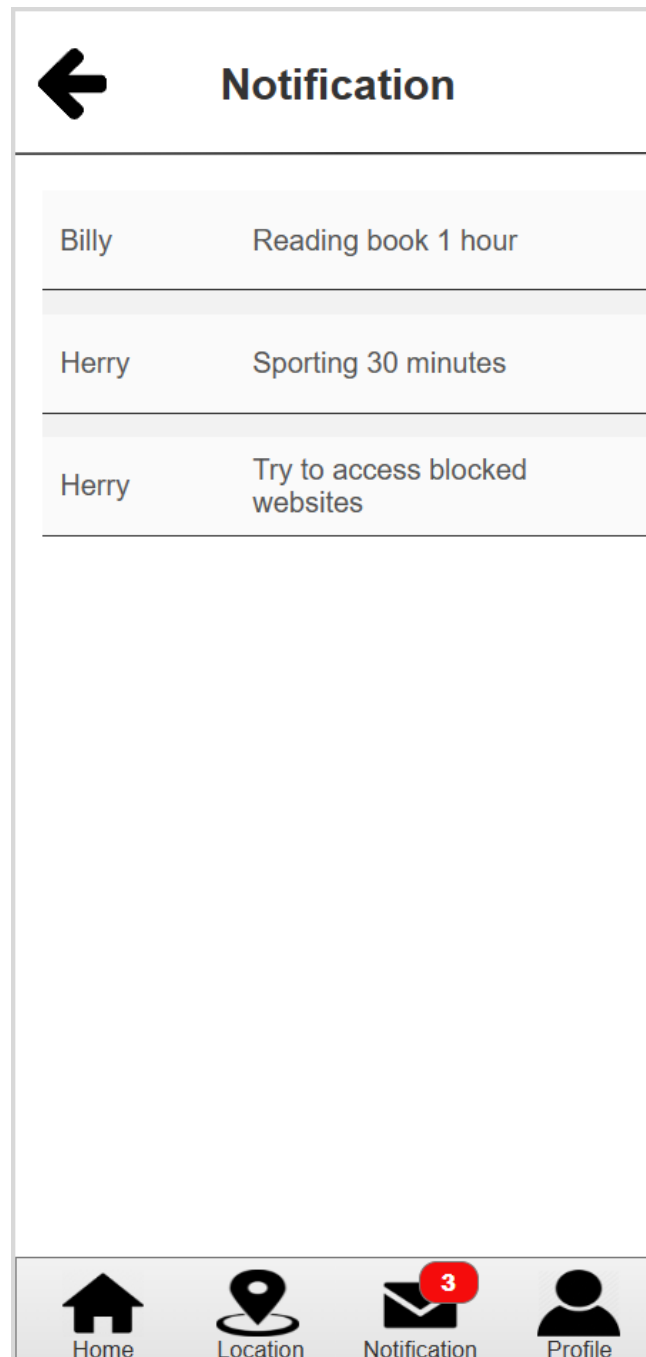 Notification
Billy
Reading book 1 hour
Herry
Sporting 30 minutes
Herry
Try to access blocked
websites
3
Home
Location
Notification
Profile